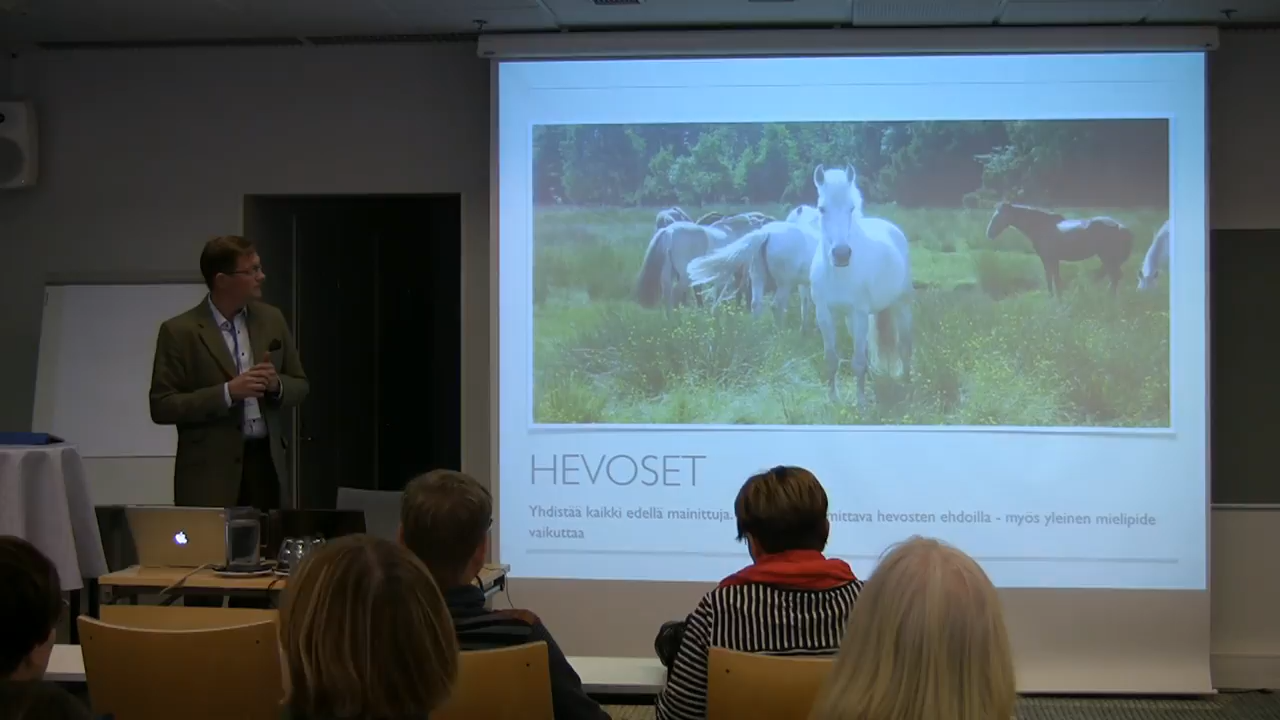 HEVOSET
Yhdistää kaikki edellä mainittuja. mittava hevosten ehdoilla - myös yleinen mielipide
vaikuttaa